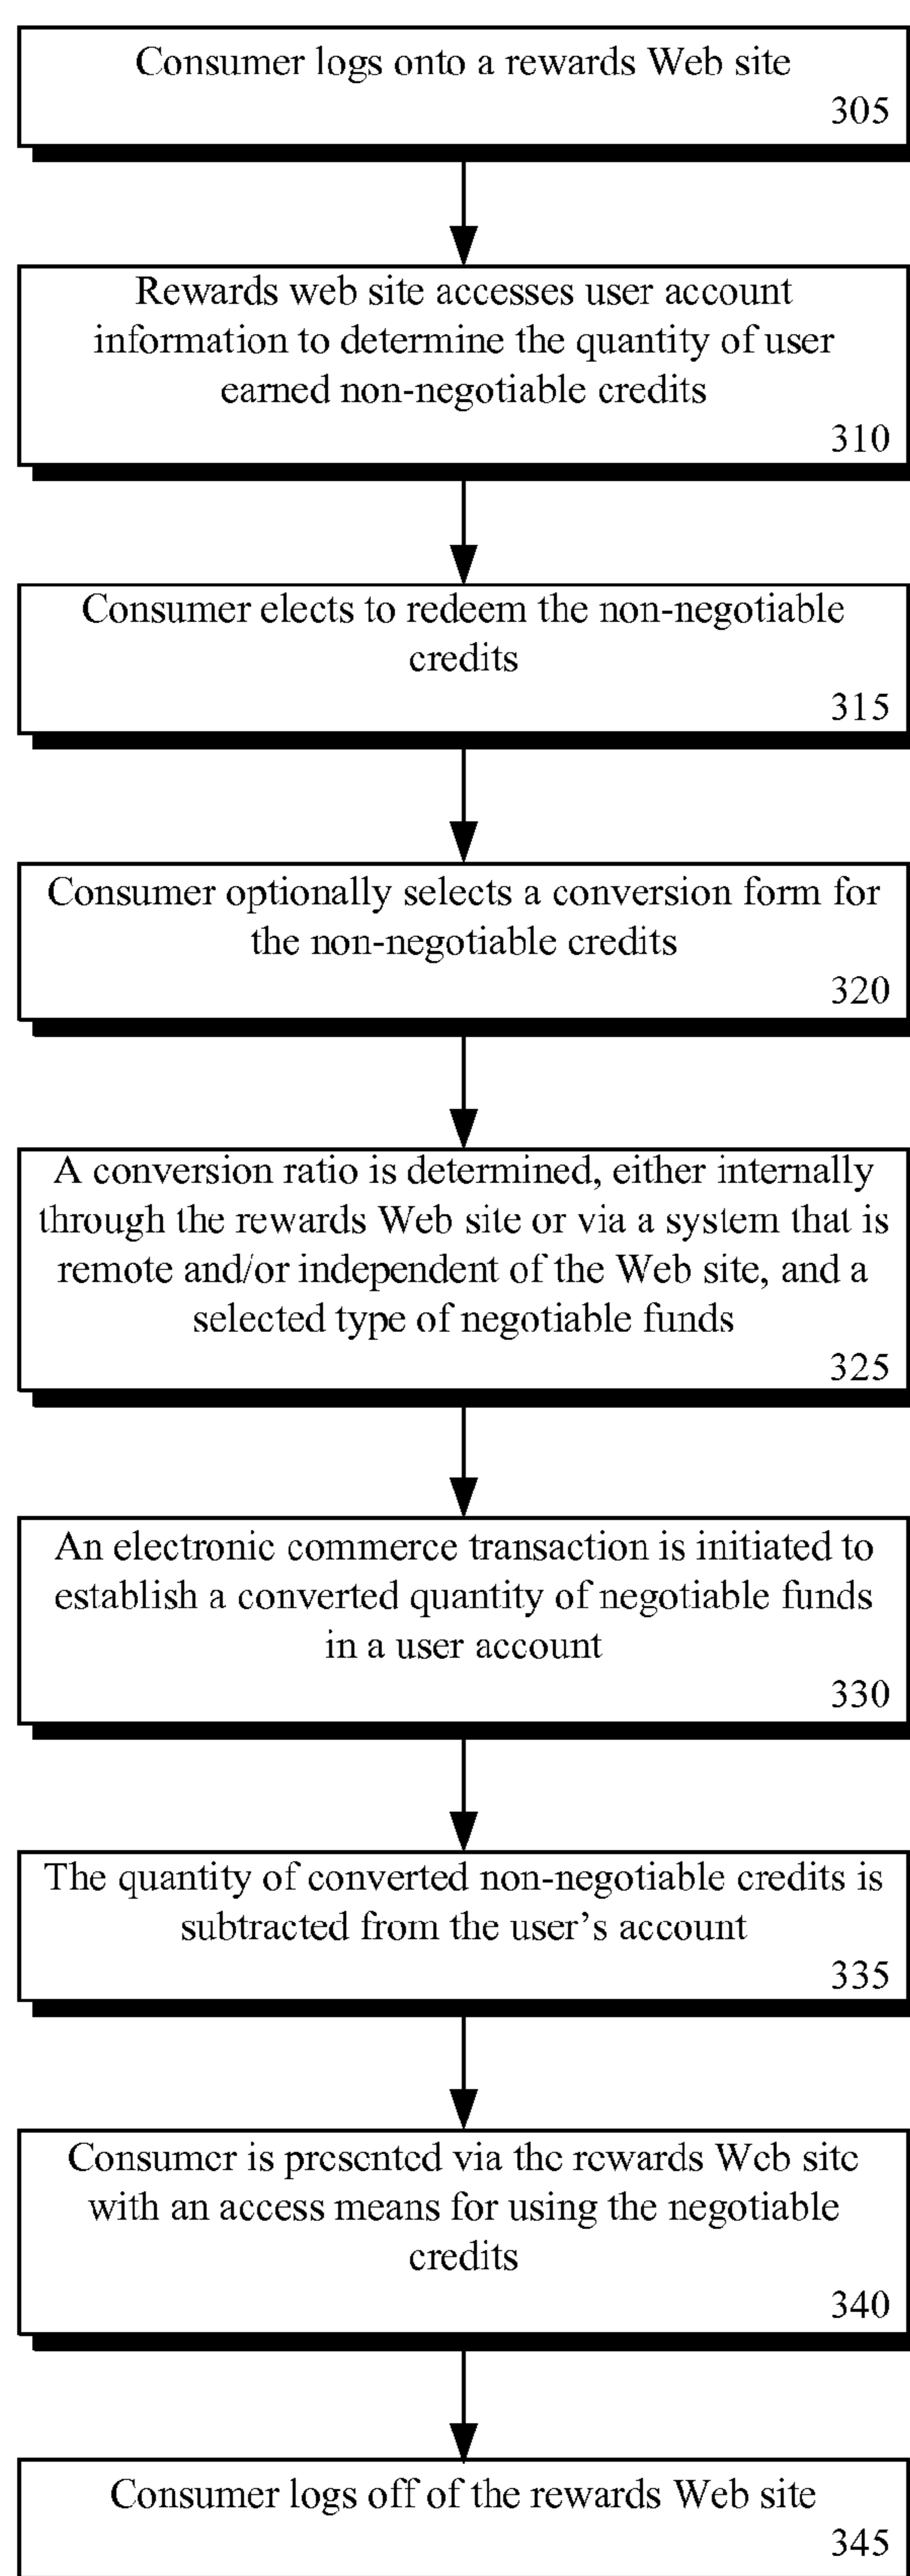 Consumer logs onto a rewards Web site
305
Rewards web site accesses user account
information to determine the quantity of user
earned non-negotiable credits
310
Consumer elects to redeem the non-negotiable
credits
315
Consumer optionally selects a conversion form for
the non-negotiable credits
320
A conversion ratio is determined, either internally
through the rewards Web site or via a system that is
remote and/or independent of the Web site, and a
selected type of negotiable funds
325
An electronic commerce transaction is initiated to
establish a converted quantity of negotiable funds
in a user account
330
The quantity of converted non-negotiable credits is
subtracted from the user’s account
335
Consumer is presented via the rewards Web site
with an access means for using the negotiable
credits
340
Consumer logs off of the rewards Web site
345